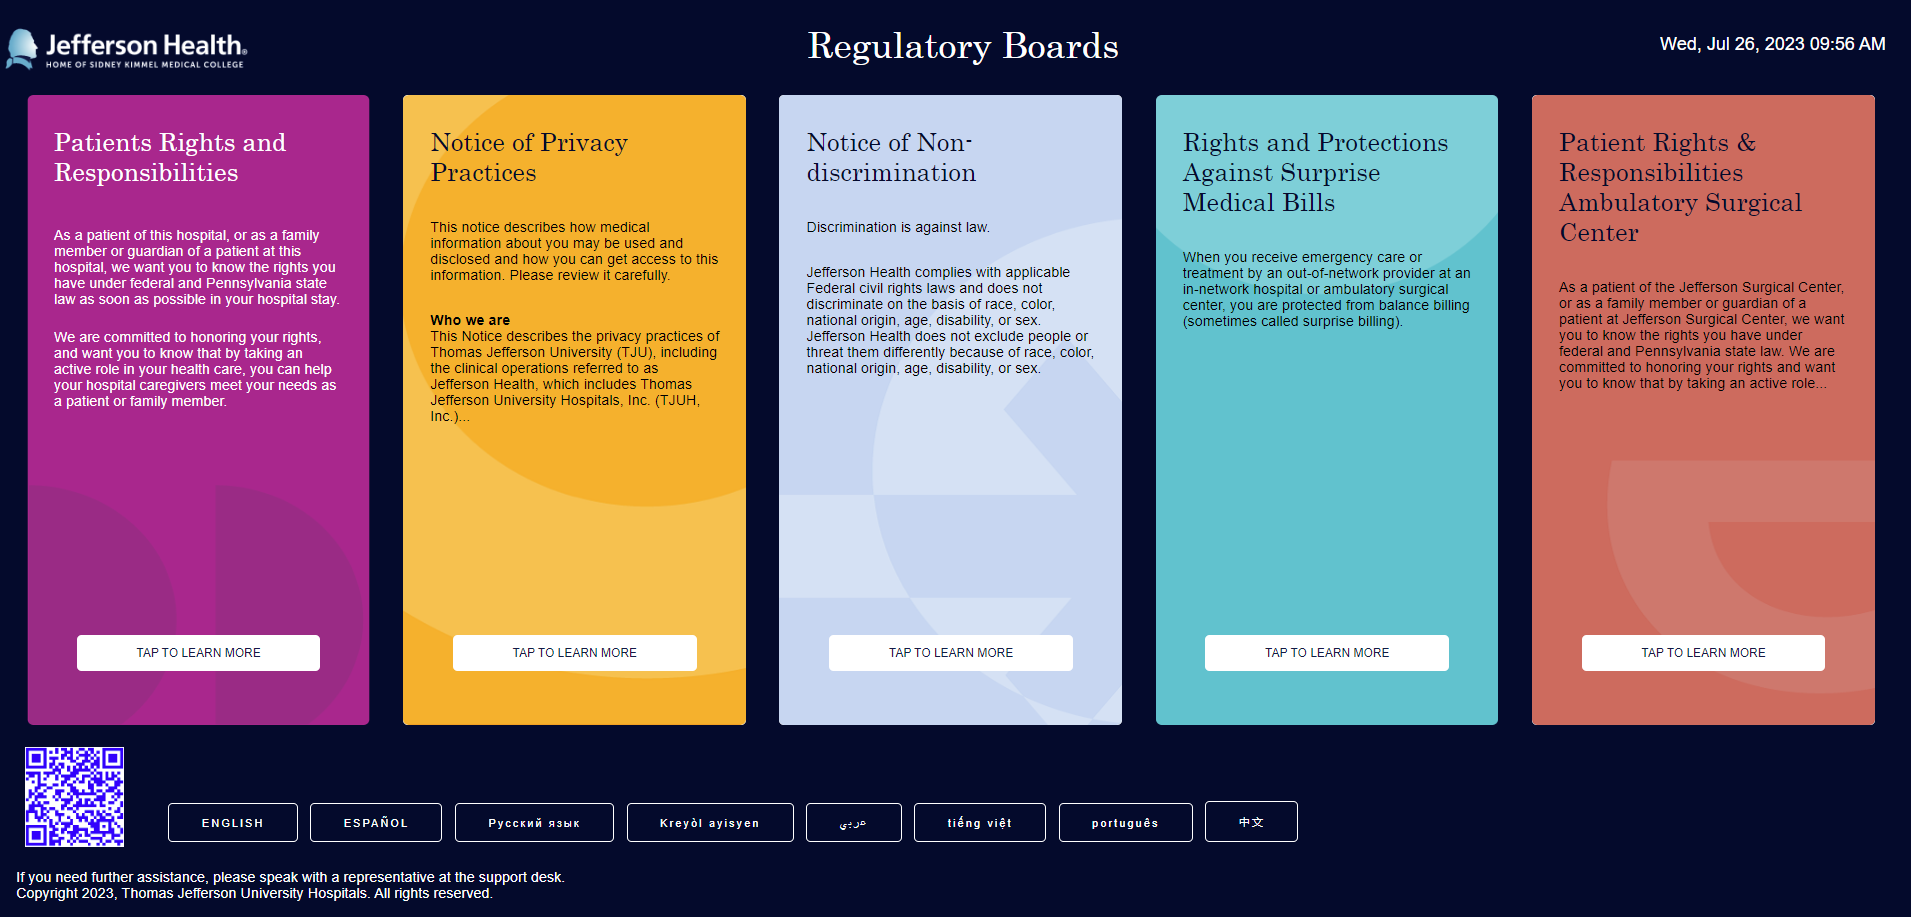 Jefferson Health®
HOME OF SIDNEY KIMMEL MEDICAL COLLEGE
Regulatory Boards
Wed, Jul 26, 2023 09:56 AM
Patients Rights and
Responsibilities
As a patient of this hospital, or as a family
member or guardian of a patient at this
hospital, we want you to know the rights you
have under federal and Pennsylvania state
law as soon as possible in your hospital stay.
We are committed to honoring your rights,
and want you to know that by taking an
active role in your health care, you can help
your hospital caregivers meet your needs as
a patient or family member.
TAP TO LEARN MORE
Notice of Privacy
Practices
This notice describes how medical
information about you may be used and
disclosed and how you can get access to this
information. Please review it carefully.
Who we are
This Notice describes the privacy practices of
Thomas Jefferson University (TJU), including
the clinical operations referred to as
Jefferson Health, which includes Thomas
Jefferson University Hospitals, Inc. (TJUH,
Inc.)...
TAP TO LEARN MORE
Notice of Non-
discrimination
Discrimination is against law.
Jefferson Health complies with applicable
Federal civil rights laws and does not
discriminate on the basis of race, color,
national origin, age, disability, or sex.
Jefferson Health does not exclude people or
threat them differently because of race, color,
national origin, age, disability, or sex.
TAP TO LEARN MORE
Rights and Protections
Against Surprise
Medical Bills
When you receive emergency care or
treatment by an out-of-network provider at an
in-network hospital or ambulatory surgical
center, you are protected from balance billing
(sometimes called surprise billing).
TAP TO LEARN MORE
Patient Rights &
Responsibilities
Ambulatory Surgical
Center
As a patient of the Jefferson Surgical Center,
or as a family member or guardian of a
patient at Jefferson Surgical Center, we want
you to know the rights you have under
federal and Pennsylvania state law. We are
committed to honoring your rights and want
you to know that by taking an active role...
TAP TO LEARN MORE
ENGLISH
ESPAÑOL
Русский язык
Kreyòl ayisyen
tiếng việt
português
中文
If you need further assistance, please speak with a representative at the support desk.
Copyright 2023, Thomas Jefferson University Hospitals. All rights reserved.